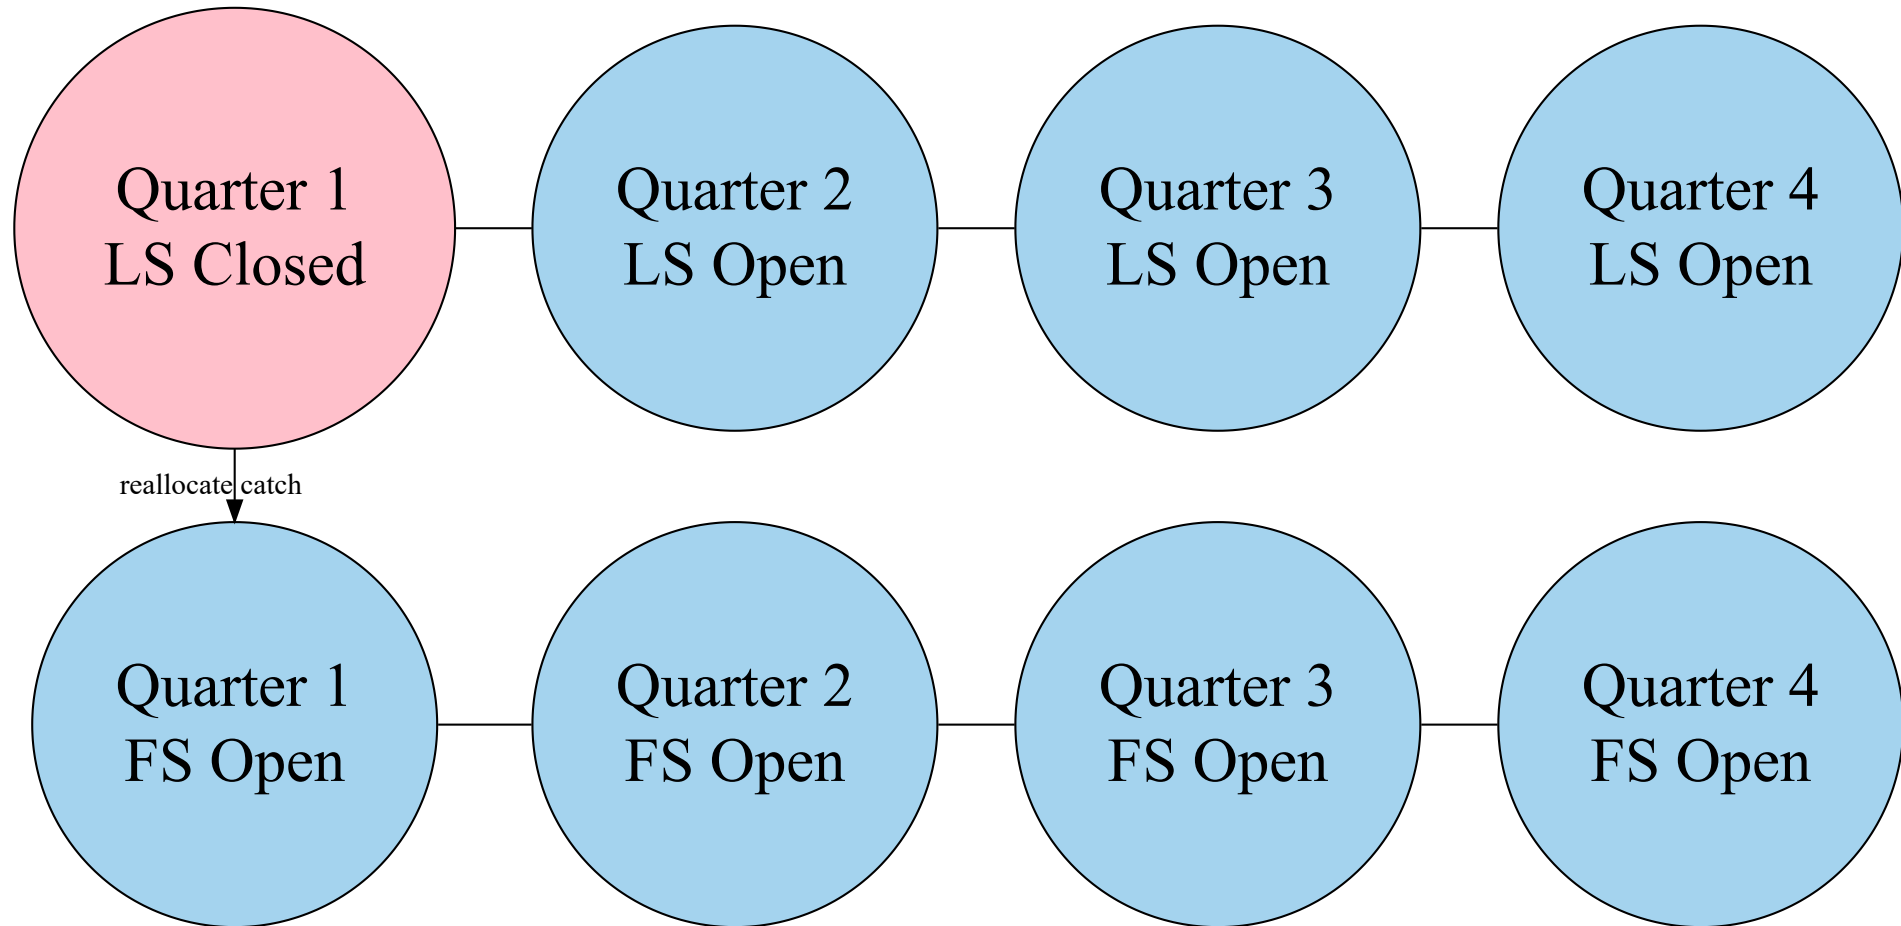 Quarter 1
LS Closed
Quarter 2
LS Open
Quarter 3
LS Open
Quarter 4
LS Open
reallocate catch
Quarter 1
FS Open
Quarter 2
FS Open
Quarter 3
FS Open
Quarter 4
FS Open